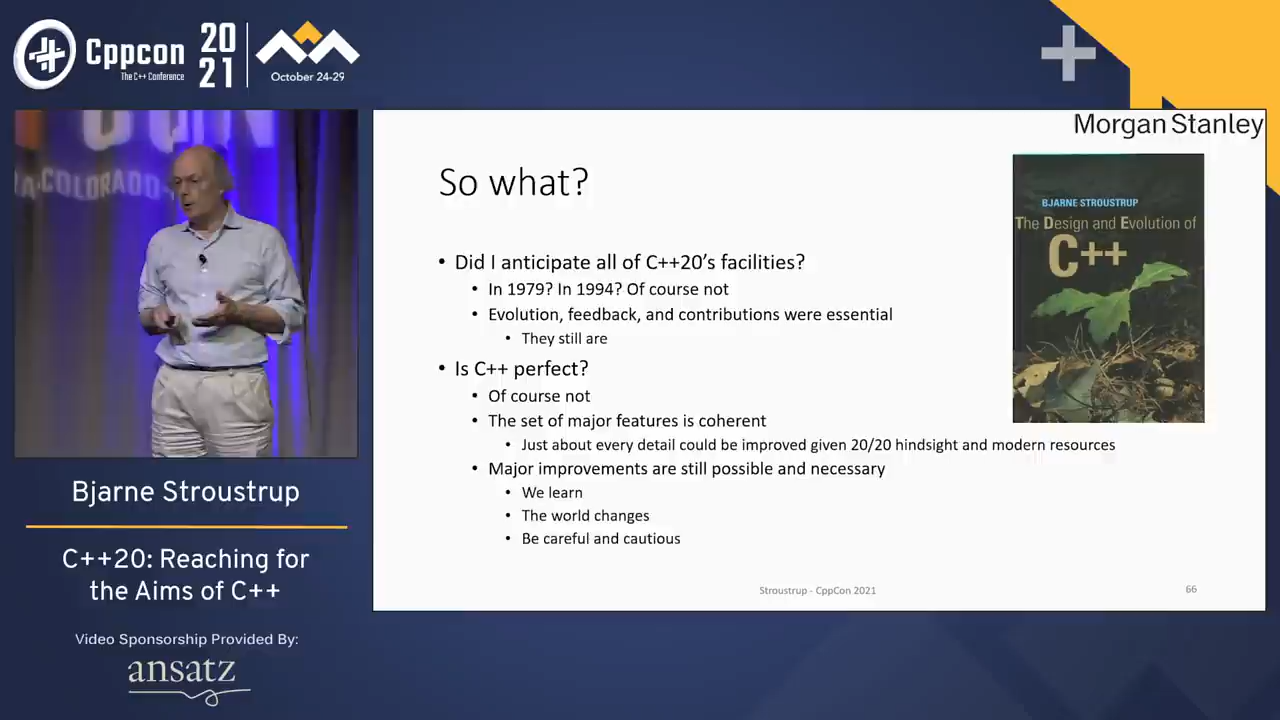 Cppcon
The C++ Conference
20
21
October 24-29
Morgan Stanley
So what?
BJARNE STROUSTRUP
The Design and Evolution of
C++
• Did I anticipate all of C++20's facilities?
• In 1979? In 1994? Of course not
• Evolution, feedback, and contributions were essential
• They still are
• Is C++ perfect?
• Of course not
• The set of major features is coherent
• Just about every detail could be improved given 20/20 hindsight and modern resources
• Major improvements are still possible and necessary
• We learn
• The world changes
• Be careful and cautious
Stroustrup - CppCon 2021
66
Bjarne Stroustrup
C++20: Reaching for
the Aims of C++
Video Sponsorship Provided By:
ansatz